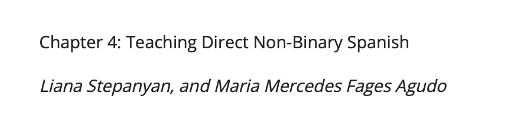 Chapter 4: Teaching Direct Non-Binary Spanish
Liana Stepanyan, and Maria Mercedes Fages Agudo